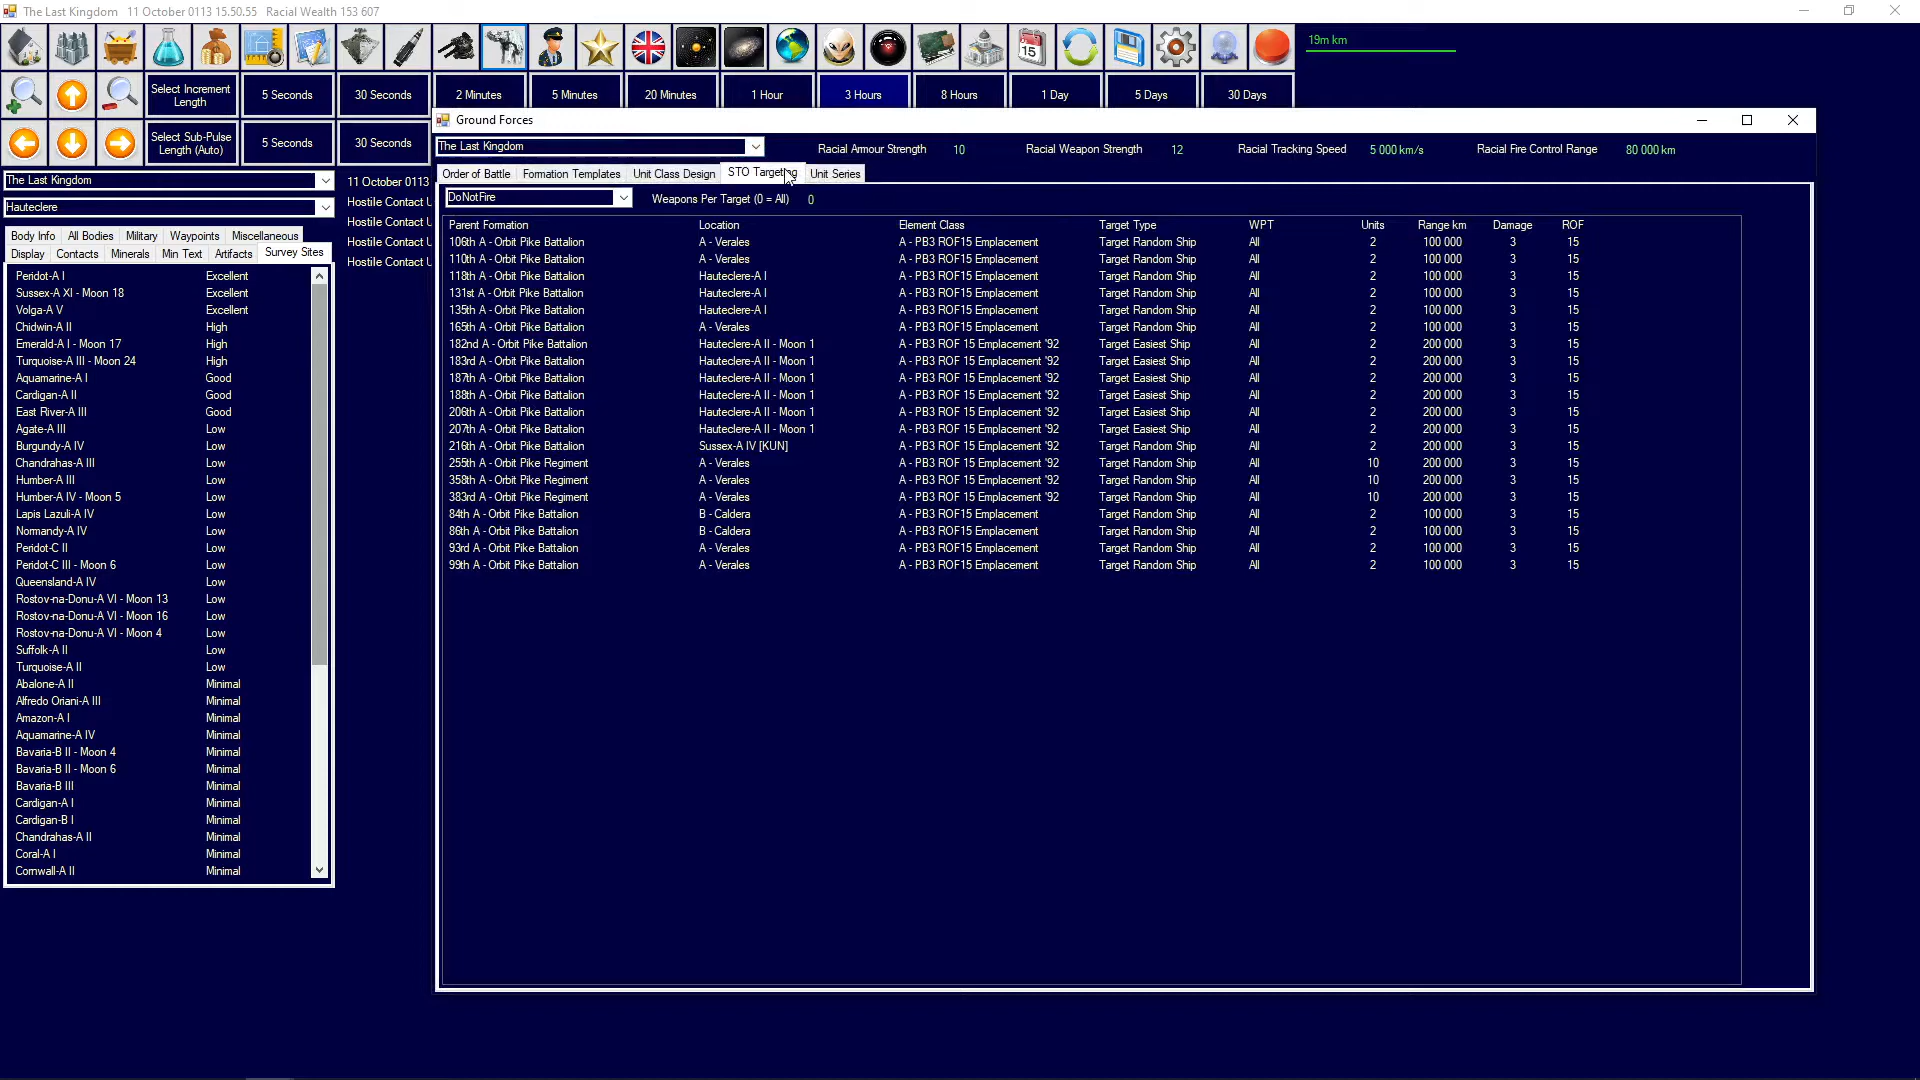 The Last Kingdom   11 October 0113 15.50.55   Racial Wealth 153 607
19m km
Select Increment Length
5 Seconds
30 Seconds
2 Minutes
5 Minutes
20 Minutes
1 Hour
3 Hours
8 Hours
1 Day
5 Days
30 Days
Select Sub-Pulse Length (Auto)
5 Seconds
30 Seconds
The Last Kingdom
Hauteclere
Body Info   All Bodies   Military   Waypoints   Miscellaneous
Display   Contacts   Minerals   Min Text   Artifacts   Survey Sites
Peridot-A I   Excellent
Sussex-A XI - Moon 18   Excellent
Volga-A V   Excellent
Chidwin-A II   High
Emerald-A I - Moon 17   High
Turquoise-A III - Moon 24   High
Aquamarine-A I   Good
Cardigan-A II   Good
East River-A III   Good
Agate-A III   Low
Burgundy-A IV   Low
Chandrahas-A III   Low
Humber-A III   Low
Humber-A IV - Moon 5   Low
Lapis Lazuli-A IV   Low
Normandy-A IV   Low
Peridot-C II   Low
Peridot-C III - Moon 6   Low
Queensland-A IV   Low
Rostov-na-Donu-A VI - Moon 13   Low
Rostov-na-Donu-A VI - Moon 16   Low
Rostov-na-Donu-A VI - Moon 4   Low
Suffolk-A II   Low
Turquoise-A II   Low
Abalone-A II   Minimal
Alfredo Oriani-A III   Minimal
Amazon-A I   Minimal
Aquamarine-A IV   Minimal
Bavaria-B II - Moon 4   Minimal
Bavaria-B II - Moon 6   Minimal
Bavaria-B III   Minimal
Cardigan-A I   Minimal
Cardigan-B I   Minimal
Chandrahas-A II   Minimal
Coral-A I   Minimal
Cornwall-A II   Minimal
11 October 0113
Hostile Contact U
Hostile Contact U
Hostile Contact U
Hostile Contact U
Ground Forces
The Last Kingdom   Racial Armour Strength   10   Racial Weapon Strength   12   Racial Tracking Speed   5 000 km/s   Racial Fire Control Range   80 000 km
Order of Battle   Formation Templates   Unit Class Design   STO Targeting   Unit Series
DoNotFire   Weapons Per Target (0 = All)   0
Parent Formation   Location   Element Class   Target Type   WPT   Units   Range km   Damage   ROF
106th A - Orbit Pike Battalion   A - Verales   A - PB3 ROF15 Emplacement   Target Random Ship   All   2   100 000   3   15
110th A - Orbit Pike Battalion   A - Verales   A - PB3 ROF15 Emplacement   Target Random Ship   All   2   100 000   3   15
118th A - Orbit Pike Battalion   Hauteclere-A I   A - PB3 ROF15 Emplacement   Target Random Ship   All   2   100 000   3   15
131st A - Orbit Pike Battalion   Hauteclere-A I   A - PB3 ROF15 Emplacement   Target Random Ship   All   2   100 000   3   15
135th A - Orbit Pike Battalion   Hauteclere-A I   A - PB3 ROF15 Emplacement   Target Random Ship   All   2   100 000   3   15
165th A - Orbit Pike Battalion   A - Verales   A - PB3 ROF15 Emplacement   Target Random Ship   All   2   100 000   3   15
182nd A - Orbit Pike Battalion   Hauteclere-A II - Moon 1   A - PB3 ROF 15 Emplacement '92   Target Easiest Ship   All   2   200 000   3   15
183rd A - Orbit Pike Battalion   Hauteclere-A II - Moon 1   A - PB3 ROF 15 Emplacement '92   Target Easiest Ship   All   2   200 000   3   15
187th A - Orbit Pike Battalion   Hauteclere-A II - Moon 1   A - PB3 ROF 15 Emplacement '92   Target Easiest Ship   All   2   200 000   3   15
188th A - Orbit Pike Battalion   Hauteclere-A II - Moon 1   A - PB3 ROF 15 Emplacement '92   Target Easiest Ship   All   2   200 000   3   15
206th A - Orbit Pike Battalion   Hauteclere-A II - Moon 1   A - PB3 ROF 15 Emplacement '92   Target Easiest Ship   All   2   200 000   3   15
207th A - Orbit Pike Battalion   Hauteclere-A II - Moon 1   A - PB3 ROF 15 Emplacement '92   Target Easiest Ship   All   2   200 000   3   15
216th A - Orbit Pike Battalion   Sussex-A IV [KUN]   A - PB3 ROF 15 Emplacement '92   Target Random Ship   All   2   200 000   3   15
255th A - Orbit Pike Regiment   A - Verales   A - PB3 ROF 15 Emplacement '92   Target Random Ship   All   10   200 000   3   15
358th A - Orbit Pike Regiment   A - Verales   A - PB3 ROF 15 Emplacement '92   Target Random Ship   All   10   200 000   3   15
383rd A - Orbit Pike Regiment   A - Verales   A - PB3 ROF 15 Emplacement '92   Target Random Ship   All   10   200 000   3   15
84th A - Orbit Pike Battalion   B - Caldera   A - PB3 ROF15 Emplacement   Target Random Ship   All   2   100 000   3   15
86th A - Orbit Pike Battalion   B - Caldera   A - PB3 ROF15 Emplacement   Target Random Ship   All   2   100 000   3   15
93rd A - Orbit Pike Battalion   A - Verales   A - PB3 ROF15 Emplacement   Target Random Ship   All   2   100 000   3   15
99th A - Orbit Pike Battalion   A - Verales   A - PB3 ROF15 Emplacement   Target Random Ship   All   2   100 000   3   15